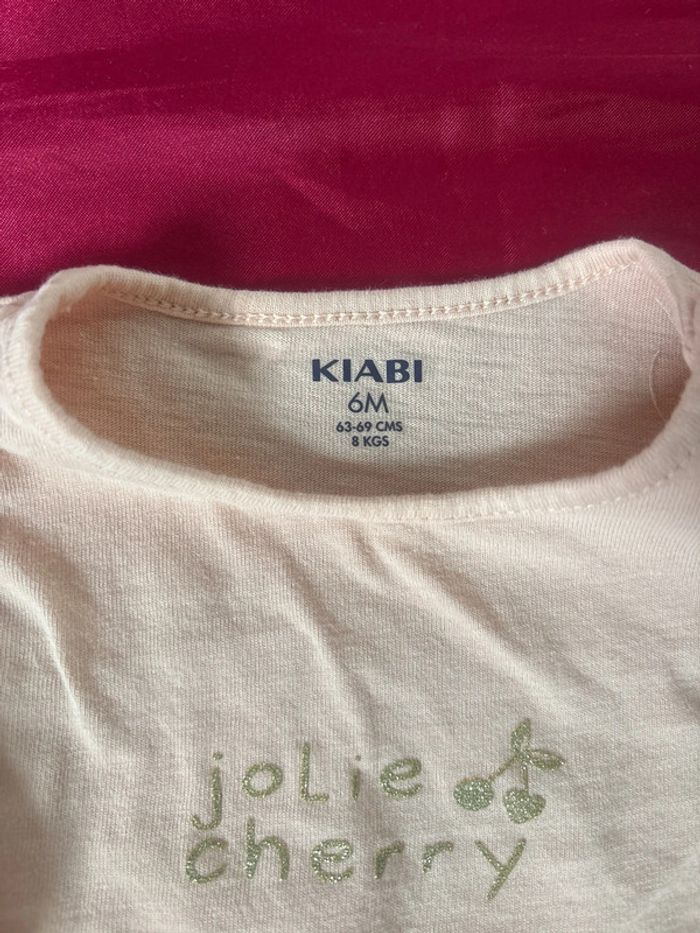 KIABI
6M
63-69 CMS
8 KGS
jolie
cherry